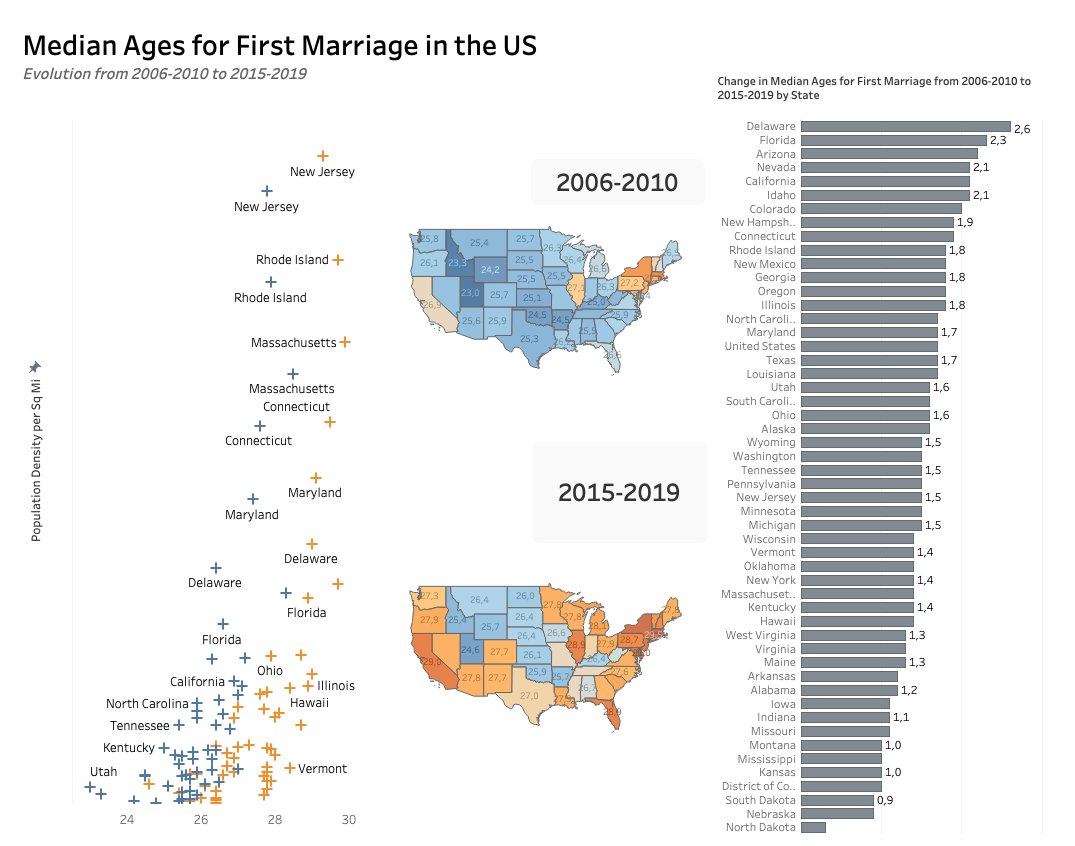 Median Ages for First Marriage in the US
Evolution from 2006-2010 to 2015-2019
Change in Median Ages for First Marriage from 2006-2010 to
2015-2019 by State
Population Density per Sq Mi
New Jersey
New Jersey
Rhode Island
Rhode Island
Massachusetts
Massachusetts
Connecticut
Connecticut
Maryland
Maryland
Delaware
Delaware
Florida
Florida
Ohio
California
Illinois
North Carolina
Hawaii
Tennessee
Kentucky
Utah
Vermont
24 26 28 30
2006-2010
25,8
25,4
25,7
26,3
26,1
23,3
24,2
25,5
26,4
26,6
26,9
23,0
25,7
25,5
25,5
27,1
26,3
27,2
25,1
25,0
25,6
25,9
24,5
24,5
25,9
25,9
25,3
26,6
2015-2019
27,3
26,4
26,0
27,8
27,9
25,4
25,7
26,4
27,8
28,1
29,0
24,6
27,7
26,4
26,6
28,9
27,9
28,7
26,1
26,4
27,8
27,7
25,9
25,7
27,6
27,0
28,9
Delaware 2,6
Florida 2,3
Arizona
Nevada 2,1
California
Idaho 2,1
Colorado
New Hampsh.. 1,9
Connecticut
Rhode Island 1,8
New Mexico
Georgia 1,8
Oregon
Illinois 1,8
North Caroli..
Maryland 1,7
United States
Texas 1,7
Louisiana
Utah 1,6
South Caroli..
Ohio 1,6
Alaska
Wyoming 1,5
Washington
Tennessee 1,5
Pennsylvania
New Jersey 1,5
Minnesota
Michigan 1,5
Wisconsin
Vermont 1,4
Oklahoma
New York 1,4
Massachuset..
Kentucky 1,4
Hawaii
West Virginia 1,3
Virginia
Maine 1,3
Arkansas
Alabama 1,2
Iowa
Indiana 1,1
Missouri
Montana 1,0
Mississippi
Kansas 1,0
District of Co..
South Dakota 0,9
Nebraska
North Dakota